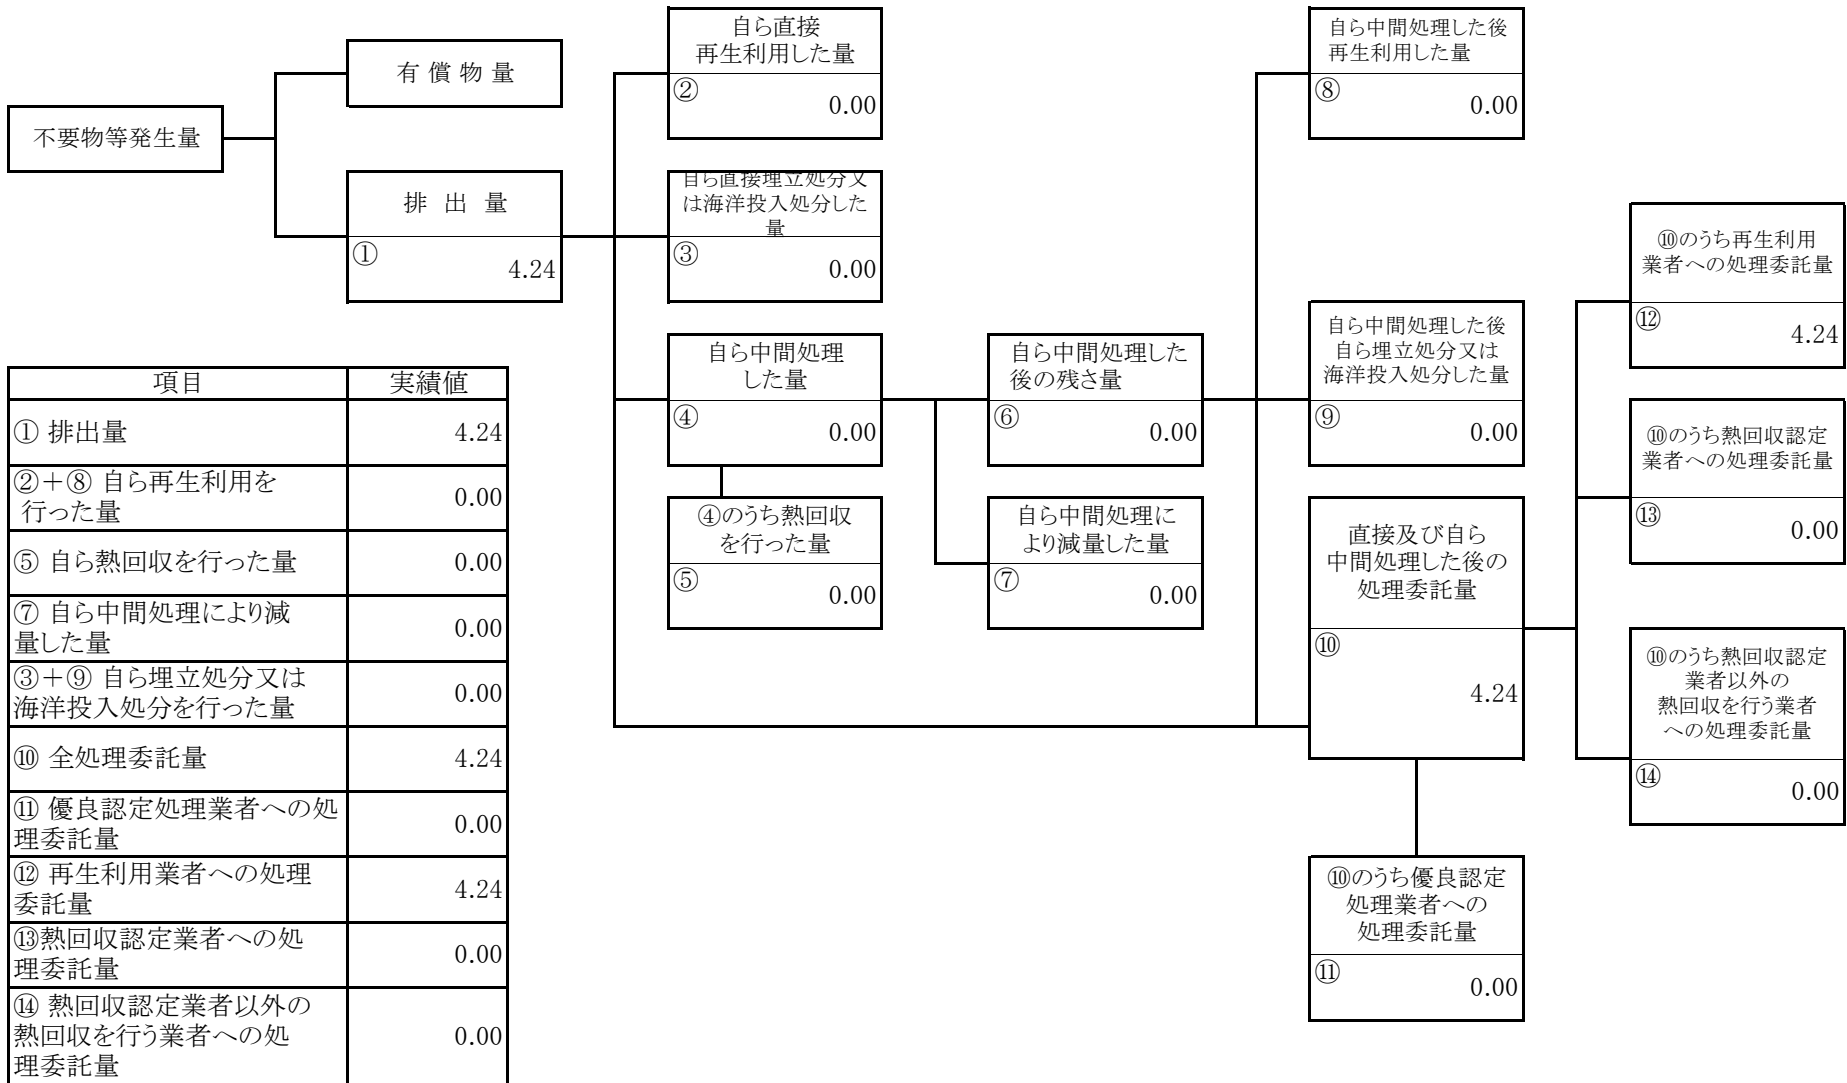 不要物等発生量
有 償 物 量
排 出 量
①
4.24
自ら直接
再生利用した量
②
0.00
自ら直接埋立処分又
は海洋投入処分した
量
③
0.00
自ら中間処理
した量
④
0.00
④のうち熱回収
を行った量
⑤
0.00
自ら中間処理した
後の残さ量
⑥
0.00
自ら中間処理に
より減量した量
⑦
0.00
自ら中間処理した後
再生利用した量
⑧
0.00
自ら中間処理した後
自ら埋立処分又は
海洋投入処分した量
⑨
0.00
直接及び自ら
中間処理した後の
処理委託量
⑩
4.24
⑩のうち優良認定
処理業者への
処理委託量
⑪
0.00
⑩のうち再生利用
業者への処理委託量
⑫
4.24
⑩のうち熱回収認定
業者への処理委託量
⑬
0.00
⑩のうち熱回収認定
業者以外の
熱回収を行う業者
への処理委託量
⑭
0.00
項目 実績値
① 排出量 4.24
②＋⑧ 自ら再生利用を
行った量 0.00
⑤ 自ら熱回収を行った量 0.00
⑦ 自ら中間処理により減
量した量 0.00
③＋⑨ 自ら埋立処分又は
海洋投入処分を行った量 0.00
⑩ 全処理委託量 4.24
⑪ 優良認定処理業者への処
理委託量 0.00
⑫ 再生利用業者への処理
委託量 4.24
⑬熱回収認定業者への処
理委託量 0.00
⑭ 熱回収認定業者以外の
熱回収を行う業者への処
理委託量 0.00